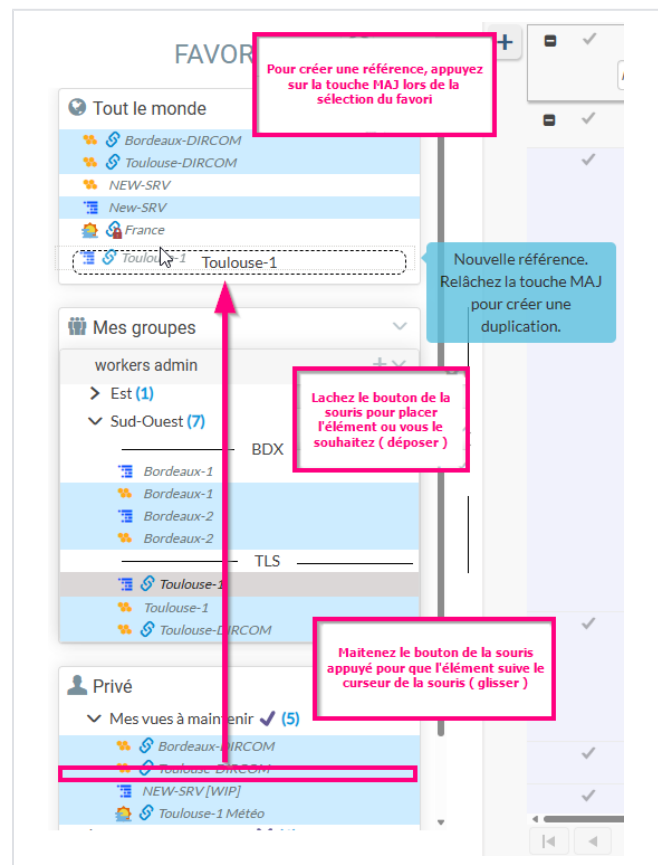 FAVOR
Pour créer une référence, appuyez
sur la touche MAJ lors de la
sélection du favori
Tout le monde
Bordeaux-DIRCOM
Toulouse-DIRCOM
NEW-SRV
New-SRV
France
Toulouse-1
Toulouse-1
Nouvelle référence.
Relâchez la touche MAJ
pour créer une
duplication.
Mes groupes
workers admin
Est (1)
Sud-Ouest (7)
Lachez le bouton de la
souris pour placer
l'élément ou vous le
souhaitez ( déposer )
BDX
Bordeaux-1
Bordeaux-1
Bordeaux-2
Bordeaux-2
TLS
Toulouse-1
Toulouse-1
Toulouse-DIRCOM
Maitenez le bouton de la souris
appuyé pour que l'élément suive le
curseur de la souris ( glisser )
Privé
Mes vues à maintenir (5)
Bordeaux-DIRCOM
Toulouse-DIRCOM
NEW-SRV [WIP]
Toulouse-1 Météo